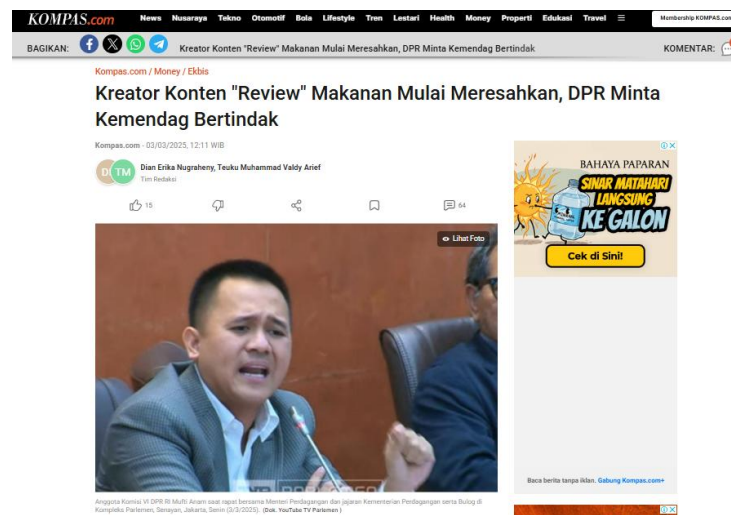 KOMPAS.com News Nusaraya Tekno Otomotif Bola Lifestyle Tren Lestari Health Money Properti Edukasi Travel Membership KOMPAS.com
BAGIKAN: Kreator Konten "Review" Makanan Mulai Meresahkan, DPR Minta Kemendag Bertindak KOMENTAR:
Kompas.com / Money / Ekbis
Kreator Konten "Review" Makanan Mulai Meresahkan, DPR Minta
Kemendag Bertindak
Kompas.com - 03/03/2025, 12:11 WIB
TM Dian Erika Nugraheny, Teuku Muhammad Valdy Arief
Tim Redaksi
15 64
Lihat Foto
BAHAYA PAPARAN
SINAR MATAHARI
LANGSUNG
KE GALON
Cek di Sini!
Baca berita tanpa iklan. Gabung Kompas.com+
Anggota Komisi VI DPR RI Mufti Anam saat rapat bersama Menteri Perdagangan dan jajaran Kementerian Perdagangan serta Bulog di
Kompleks Parlemen, Senayan, Jakarta, Senin (3/3/2025). (Dok. YouTube TV Parlemen )